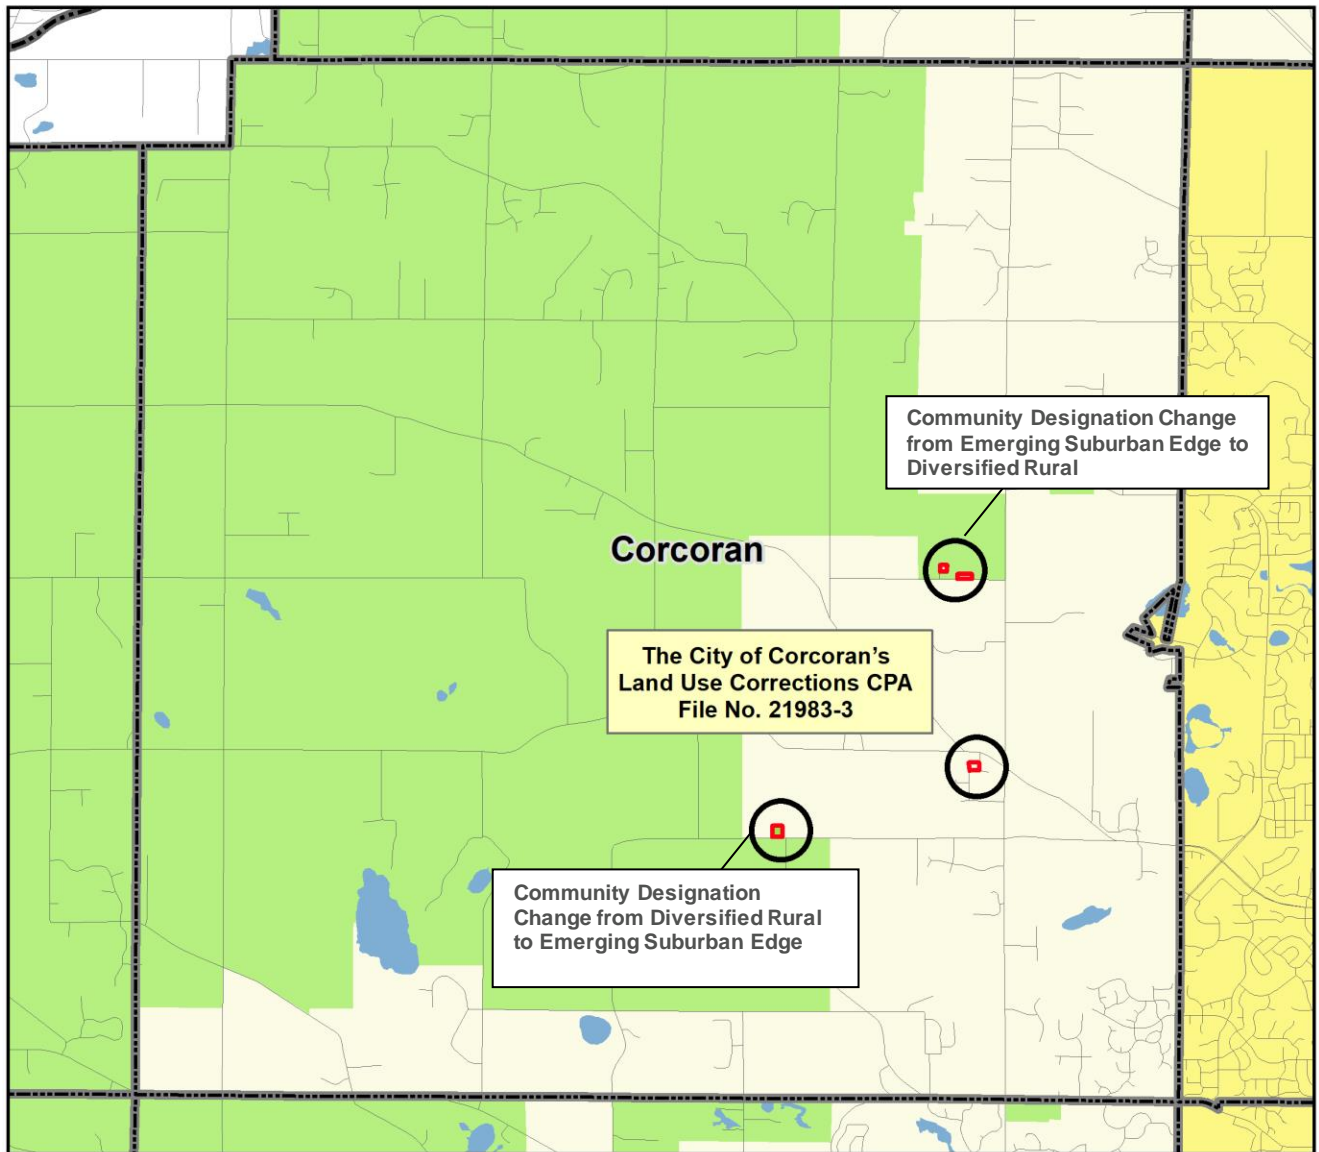 Community Designation Change
from Emerging Suburban Edge to
Diversified Rural
Corcoran
The City of Corcoran’s
Land Use Corrections CPA
File No. 21983-3
Community Designation
Change from Diversified Rural
to Emerging Suburban Edge